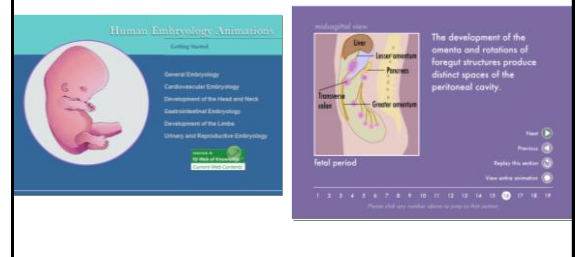 Human Embryology Animations
Getting Started
General Embryology
Cardiovascular Embryology
Development of the Head and Neck
Gastrointestinal Embryology
Development of the Limbs
Urinary and Reproductive Embryology
ISI Web of Knowledge
Current Web Contents
midsagittal view
Liver
Lesser omentum
Pancreas
Transverse
colon
Greater omentum
fetal period
The development of the
omenta and rotations of
foregut structures produce
distinct spaces of the
peritoneal cavity.
Next
Previous
Replay this section
View entire animation
1 2 3 4 5 6 7 8 9 10 11 12 13 14 15 16 17 18 19
Please click any number above to jump to that section